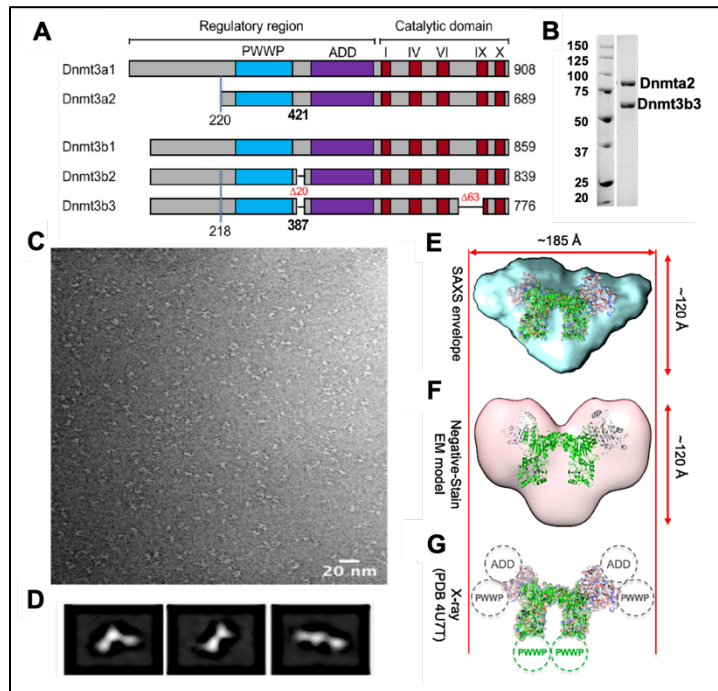 A
Regulatory region
Catalytic domain
PWWP
ADD
I
IV
VI
IX
X
Dnmt3a1
908
Dnmt3a2
689
220
421
Dnmt3b1
859
Dnmt3b2
839
Δ20
Δ63
Dnmt3b3
776
218
387
B
150
100
75
50
37
25
20
Dnmta2
Dnmt3b3
C
20 nm
D
E
~185 Å
SAXS
envelope
~120 Å
F
Negative-Stain
EM model
~120 Å
G
X-ray
(PDB 4U7T)
ADD
ADD
PWWP
PWWP
PWWP
PWWP